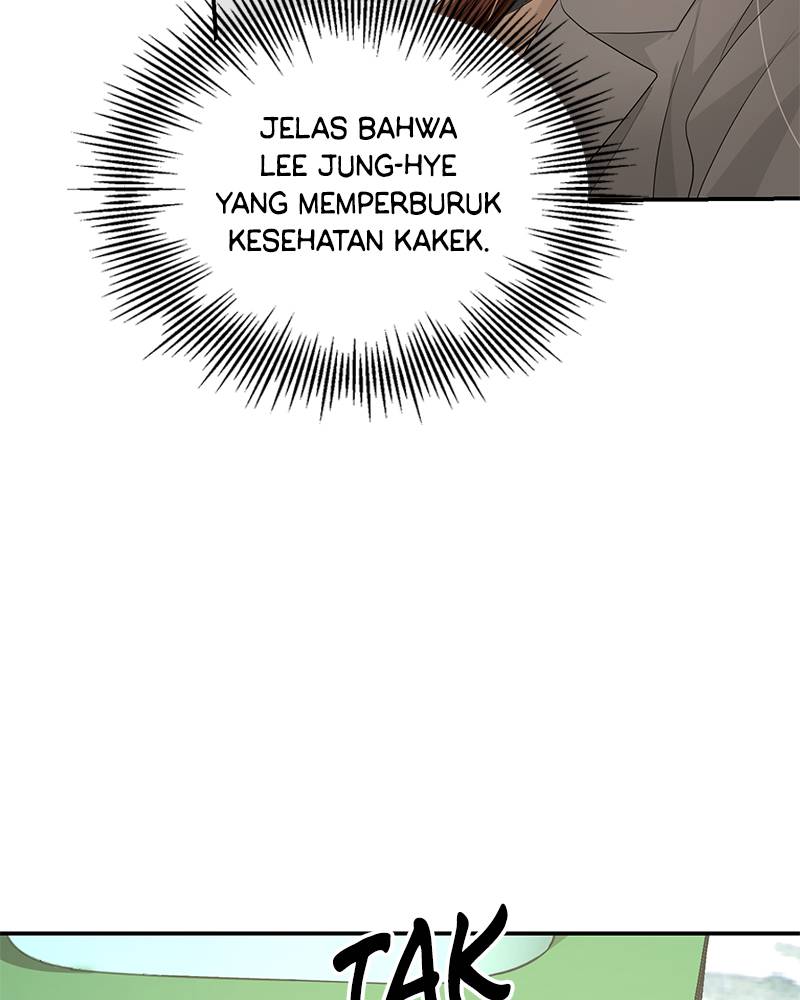 JELAS BAHWA
LEE JUNG-HYE
YANG MEMPERBURUK
KESEHATAN KAKEK.
TAK